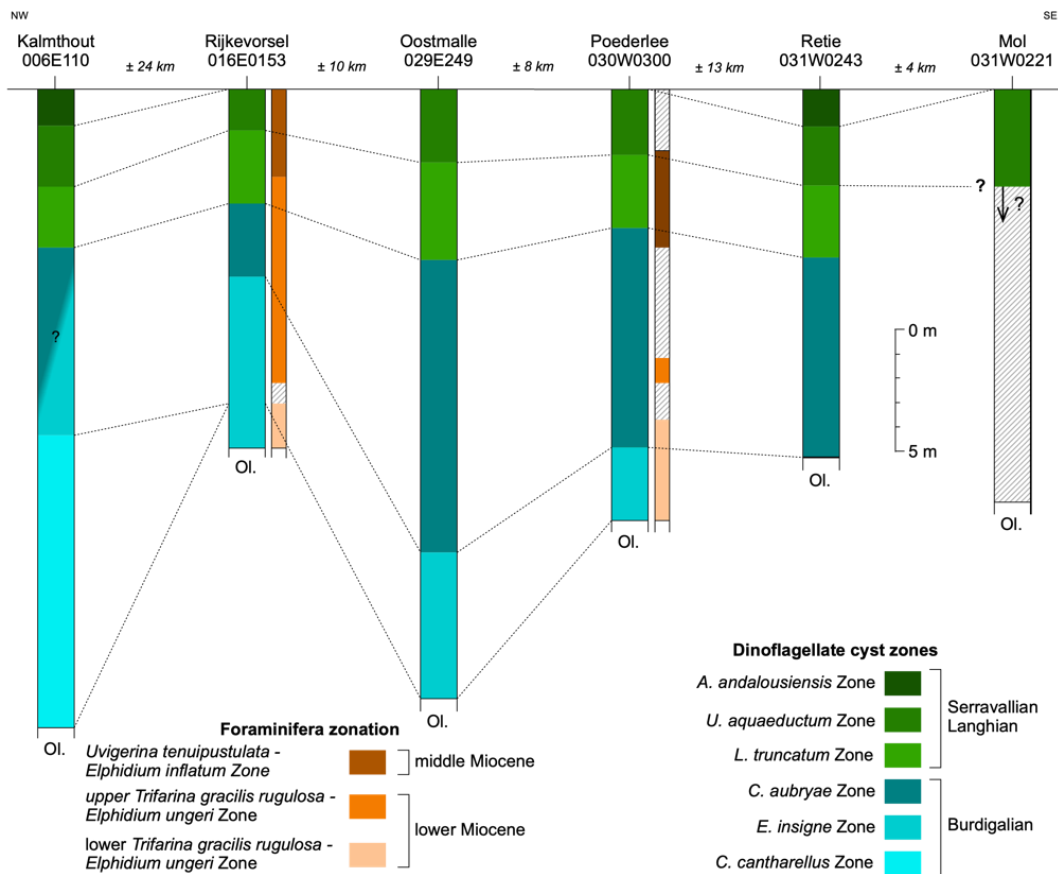 NW
SE
Kalmthout
006E110
± 24 km
Rijkevorsel
016E0153
± 10 km
Oostmalle
029E249
± 8 km
Poederlee
030W0300
± 13 km
Retie
031W0243
± 4 km
Mol
031W0221
?
?
?
0 m
5 m
Ol.
Ol.
Ol.
Ol.
Ol.
Ol.
Foraminifera zonation
Uvigerina tenuipustulata -
Elphidium inflatum Zone
middle Miocene
upper Trifarina gracilis rugulosa -
Elphidium ungeri Zone
lower Miocene
lower Trifarina gracilis rugulosa -
Elphidium ungeri Zone
Dinoflagellate cyst zones
A. andalousiensis Zone
U. aquaeductum Zone
L. truncatum Zone
Serravallian
Langhian
C. aubryae Zone
E. insigne Zone
C. cantharellus Zone
Burdigalian